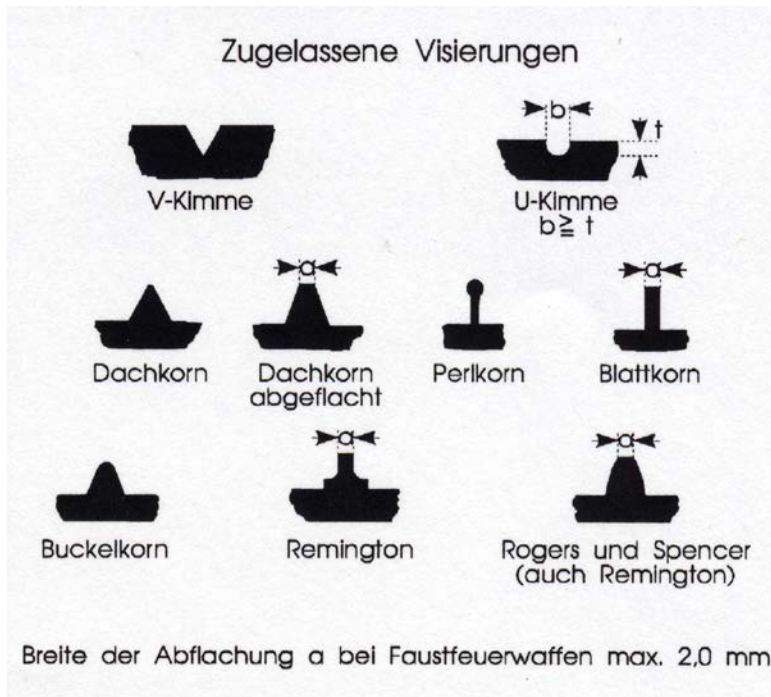 Zugelassene Visierungen
b
t
V-Kimme
U-Kimme
b ≧ t
a
a
Dachkorn
Dachkorn
abgeflacht
Perlkorn
Blattkorn
a
a
Buckelkorn
Remington
Rogers und Spencer
(auch Remington)
Breite der Abflachung a bei Faustfeuerwaffen max. 2,0 mm